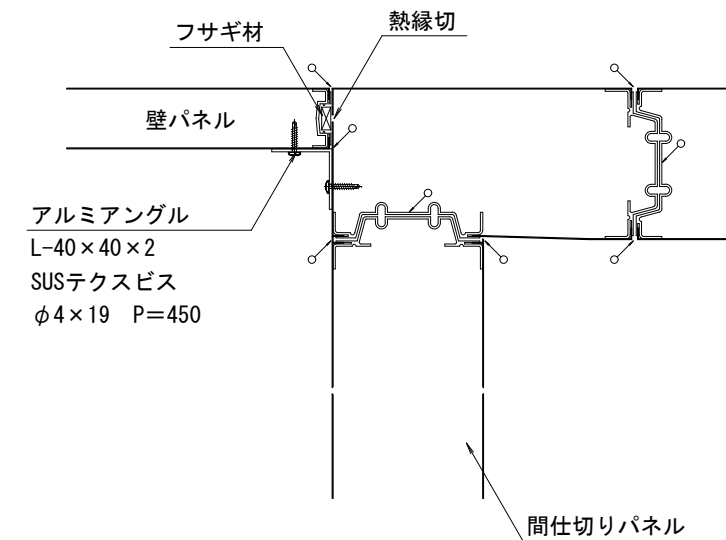 フサギ材
熱縁切
壁パネル
アルミアングル
L-40×40×2
SUSテクスビス
φ4×19 P=450
間仕切りパネル